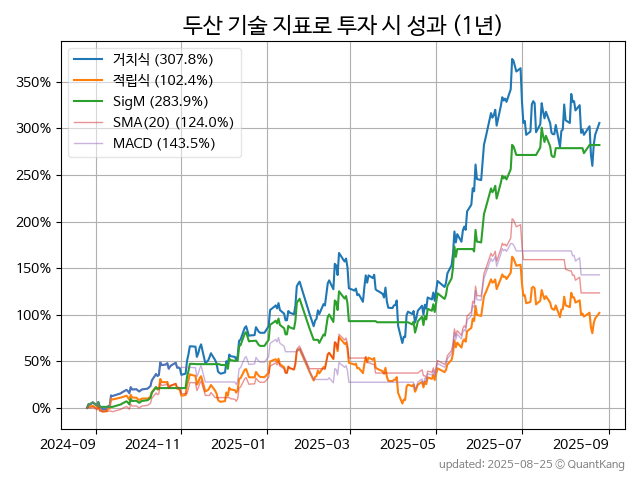 두산 기술 지표로 투자 시 성과 (1년)
거치식 (307.8%)
적립식 (102.4%)
SigM (283.9%)
SMA(20) (124.0%)
MACD (143.5%)
350%
300%
250%
200%
150%
100%
50%
0%
2024-09 2024-11 2025-01 2025-03 2025-05 2025-07 2025-09
updated: 2025-08-25 © QuantKang